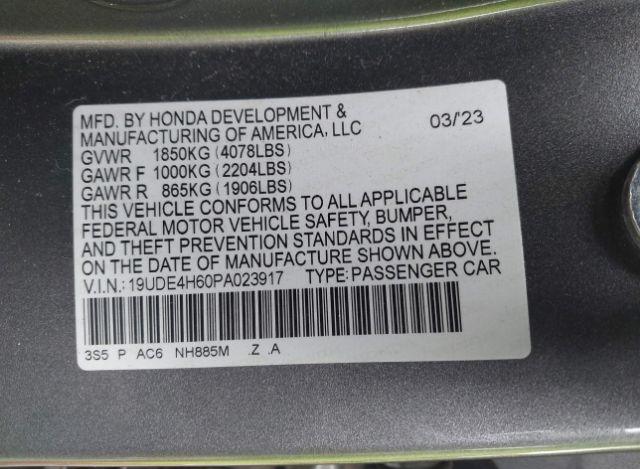 MFD. BY HONDA DEVELOPMENT &
MANUFACTURING OF AMERICA, LLC 03/'23
GVWR 1850KG (4078LBS)
GAWR F 1000KG (2204LBS)
GAWR R 865KG (1906LBS)
THIS VEHICLE CONFORMS TO ALL APPLICABLE
FEDERAL MOTOR VEHICLE SAFETY, BUMPER,
AND THEFT PREVENTION STANDARDS IN EFFECT
ON THE DATE OF MANUFACTURE SHOWN ABOVE.
V.I.N.: 19UDE4H60PA023917 TYPE: PASSENGER CAR
3S5 P AC6 NH885M .Z .A